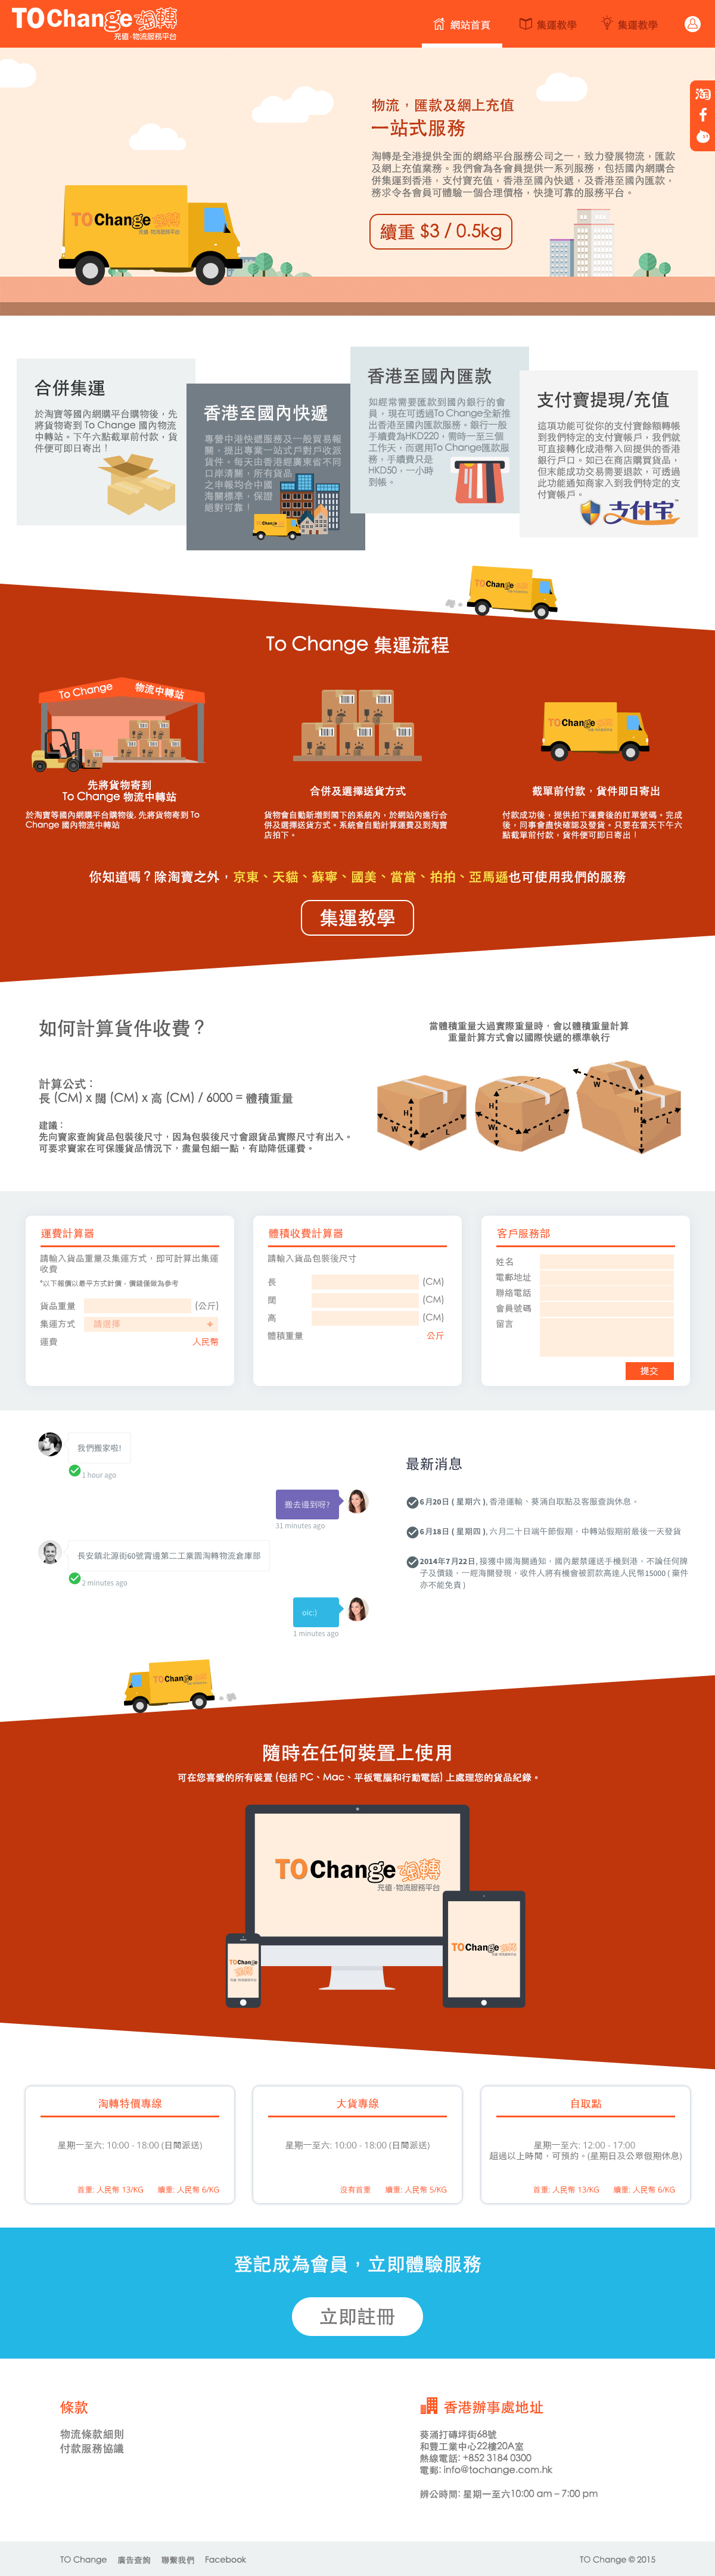 TOChange 淘轉
充值·物流服務平台
網站首頁
集運教學
集運教學
淘
物流，匯款及網上充值
一站式服務
淘轉是全港提供全面的網絡平台服務公司之一，致力發展物流，匯款
及網上充值業務。我們會為各會員提供一系列服務，包括國內網購合
併集運到香港，支付寶充值，香港至國內快遞，及香港至國內匯款，
務求令各會員可體驗一個合理價格，快捷可靠的服務平台。
續重 $3 / 0.5kg
TOChange 淘轉
充值·物流服務平台
合併集運
於淘寶等國內網購平台購物後，先
將貨物寄到 To Change 國內物流
中轉站。下午六點截單前付款，貨
件便可即日寄出！
香港至國內快遞
專營中港快遞服務及一般貿易報
關，提出專業一站式戶對戶收派
貨件。每天由香港經廣東省不同
口岸清關，所有貨品
之申報均合中國
海關標準，保證
絕對可靠！
香港至國內匯款
如經常需要匯款到國內銀行的會
員，現在可透過To Change全新推
出香港至國內匯款服務。銀行一般
手續費為HKD220，需時一至三個
工作天，而選用To Change匯款服
務，手續費只是
HKD50，一小時
到帳。
支付寶提現/充值
這項功能可從你的支付寶餘額轉帳
到我們特定的支付寶帳戶，我們就
可直接轉化成港幣入回提供的香港
銀行戶口。如已在商店購買貨品，
但未能成功交易需要退款，可透過
此功能通知商家入到我們特定的支
付寶帳戶。
支付宝™
TOChange 淘轉
To Change 集運流程
To Change 物流中轉站
TOChange 淘轉
先將貨物寄到
To Change 物流中轉站
於淘寶等國內網購平台購物後, 先將貨物寄到 To
Change 國內物流中轉站
合併及選擇送貨方式
貨物會自動新增到閣下的系統內，於網站內進行合
併及選擇送貨方式。系統會自動計算運費及到淘寶
店拍下。
截單前付款，貨件即日寄出
付款成功後，提供拍下運費後的訂單號碼。完成
後，同事會盡快確認及發貨。只要在當天下午六
點截單前付款，貨件便可即日寄出！
你知道嗎？除淘寶之外，京東、天貓、蘇寧、國美、當當、拍拍、亞馬遜也可使用我們的服務
集運教學
如何計算貨件收費？
計算公式：
長 (CM) x 闊 (CM) x 高 (CM) / 6000 = 體積重量
建議：
先向賣家查詢貨品包裝後尺寸，因為包裝後尺寸會跟貨品實際尺寸有出入。
可要求賣家在可保護貨品情況下，盡量包細一點，有助降低運費。
當體積重量大過實際重量時，會以體積重量計算
重量計算方式會以國際快遞的標準執行
H W L
H W L
W H L
運費計算器
請輸入貨品重量及集運方式，即可計算出集運
收費
*以下報價以最平方式計價，價錢僅做為參考
貨品重量 (公斤)
集運方式 請選擇
運費 人民幣
體積收費計算器
請輸入貨品包裝後尺寸
長 (CM)
闊 (CM)
高 (CM)
體積重量 公斤
客戶服務部
姓名
電郵地址
聯絡電話
會員號碼
留言
提交
我們搬家啦!
1 hour ago
搬去邊到呀?
31 minutes ago
長安鎮北源街60號霄邊第二工業園淘轉物流倉庫部
2 minutes ago
oic:)
1 minutes ago
最新消息
6月20日 ( 星期六 ), 香港運輸、葵涌自取點及客服查詢休息。
6月18日 ( 星期四 ), 六月二十日端午節假期，中轉站假期前最後一天發貨
2014年7月22日, 接獲中國海關通知，國內嚴禁運送手機到港，不論任何牌
子及價錢，一經海關發現，收件人將有機會被罰款高達人民幣15000 ( 棄件
亦不能免責 )
TOChange 淘轉
隨時在任何裝置上使用
可在您喜愛的所有裝置 (包括 PC、Mac、平板電腦和行動電話) 上處理您的貨品紀錄。
TOChange 淘轉
充值·物流服務平台
TOChange 淘轉
TOChange
淘轉
淘轉特價專線
星期一至六: 10:00 - 18:00 (日間派送)
首重: 人民幣 13/KG 續重: 人民幣 6/KG
大貨專線
星期一至六: 10:00 - 18:00 (日間派送)
沒有首重 續重: 人民幣 5/KG
自取點
星期一至六: 12:00 - 17:00
超過以上時間，可預約。(星期日及公眾假期休息)
首重: 人民幣 13/KG 續重: 人民幣 6/KG
登記成為會員，立即體驗服務
立即註冊
條款
物流條款細則
付款服務協議
香港辦事處地址
葵涌打磚坪街68號
和豐工業中心22樓20A室
熱線電話: +852 3184 0300
電郵: info@tochange.com.hk
辦公時間: 星期一至六10:00 am – 7:00 pm
TO Change 廣告查詢 聯繫我們 Facebook
TO Change © 2015